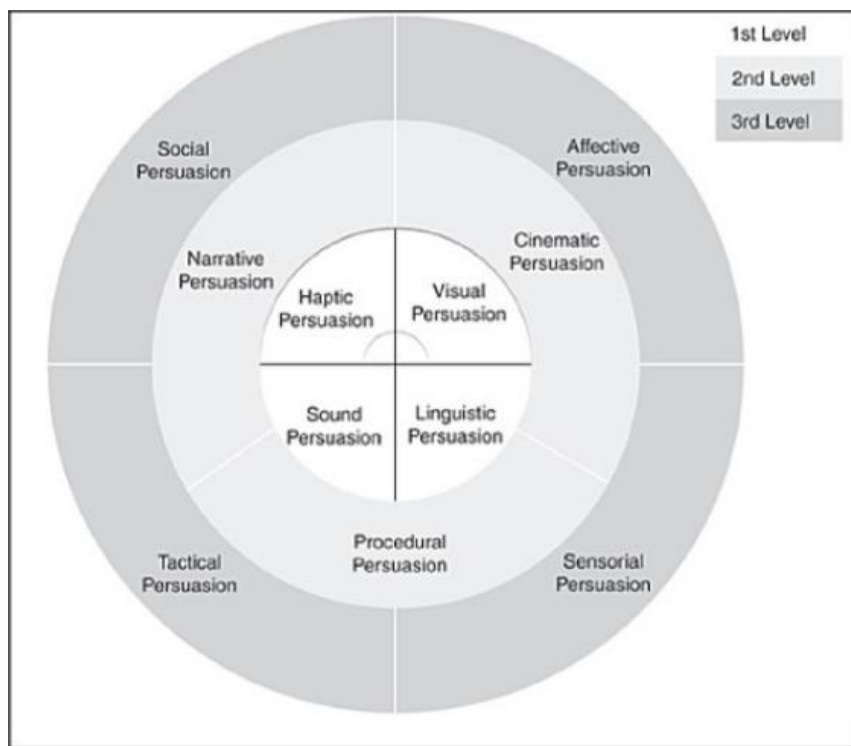 1st Level
2nd Level
3rd Level
Social
Persuasion
Affective
Persuasion
Narrative
Persuasion
Cinematic
Persuasion
Haptic
Persuasion
Visual
Persuasion
Sound
Persuasion
Linguistic
Persuasion
Procedural
Persuasion
Tactical
Persuasion
Sensorial
Persuasion